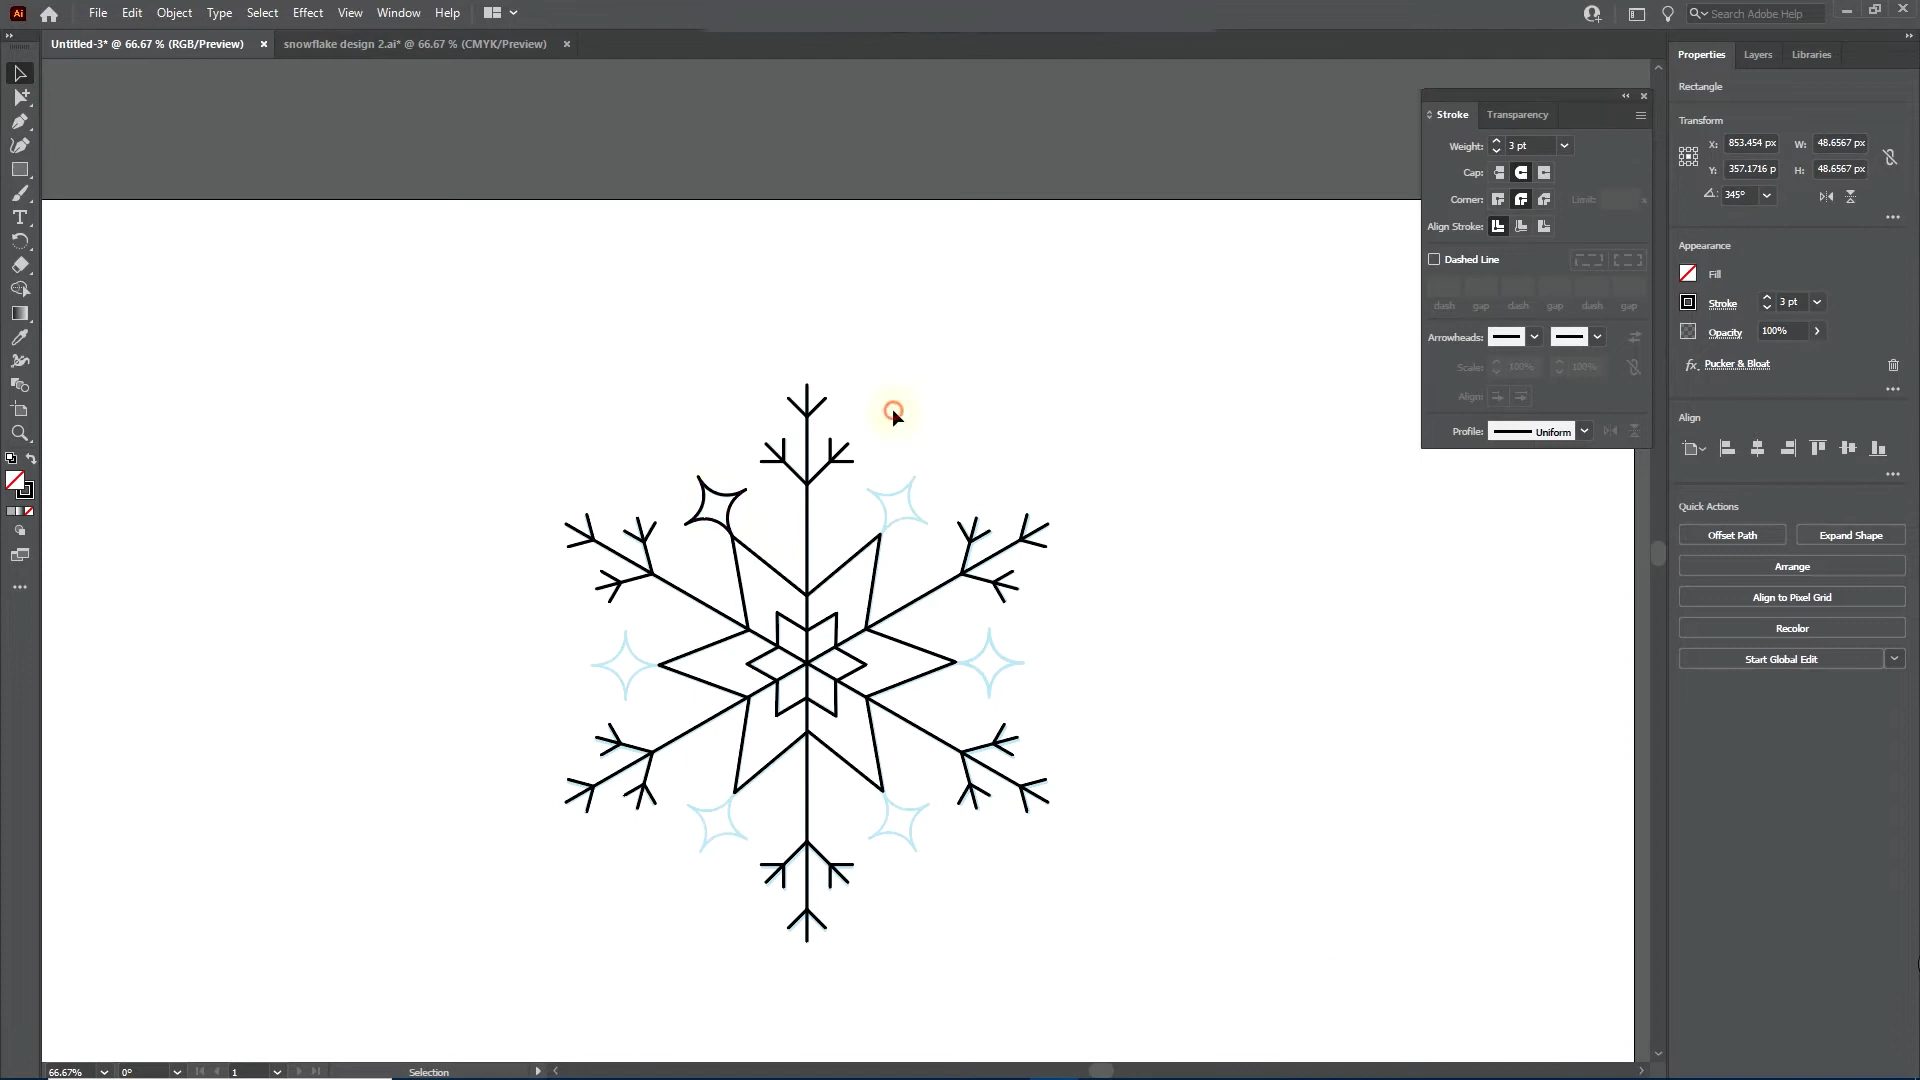 Ai File Edit Object Type Select Effect View Window Help Search Adobe Help
Untitled-3* @ 66.67 % (RGB/Preview) × snowflake design 2.ai* @ 66.67 % (CMYK/Preview) ×
Stroke Transparency
Weight: 3 pt
Cap:
Corner: Limit: x
Align Stroke:
Dashed Line
dash gap dash gap dash gap
Arrowheads:
Scale: 100% 100%
Align:
Profile: Uniform
Properties Layers Libraries
Rectangle
Transform
X: 853.454 px W: 48.6567 px
Y: 357.1716 p H: 48.6567 px
345°
Appearance
Fill
Stroke 3 pt
Opacity 100%
fx. Pucker & Bloat
Align
Quick Actions
Offset Path Expand Shape
Arrange
Align to Pixel Grid
Recolor
Start Global Edit
66.67% 0° 1 Selection